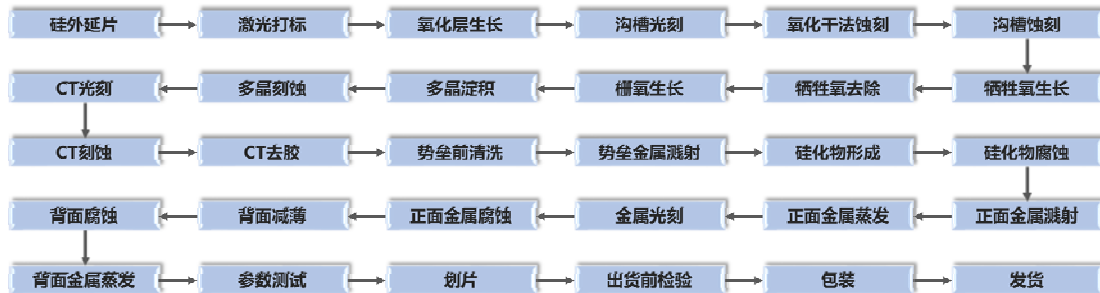 硅外延片
激光打标
氧化层生长
沟槽光刻
氧化干法蚀刻
沟槽蚀刻
牺牲氧生长
牺牲氧去除
栅氧生长
多晶淀积
多晶刻蚀
CT光刻
CT刻蚀
CT去胶
势垒前清洗
势垒金属溅射
硅化物形成
硅化物腐蚀
正面金属溅射
正面金属蒸发
金属光刻
正面金属腐蚀
背面减薄
背面腐蚀
背面金属蒸发
参数测试
划片
出货前检验
包装
发货